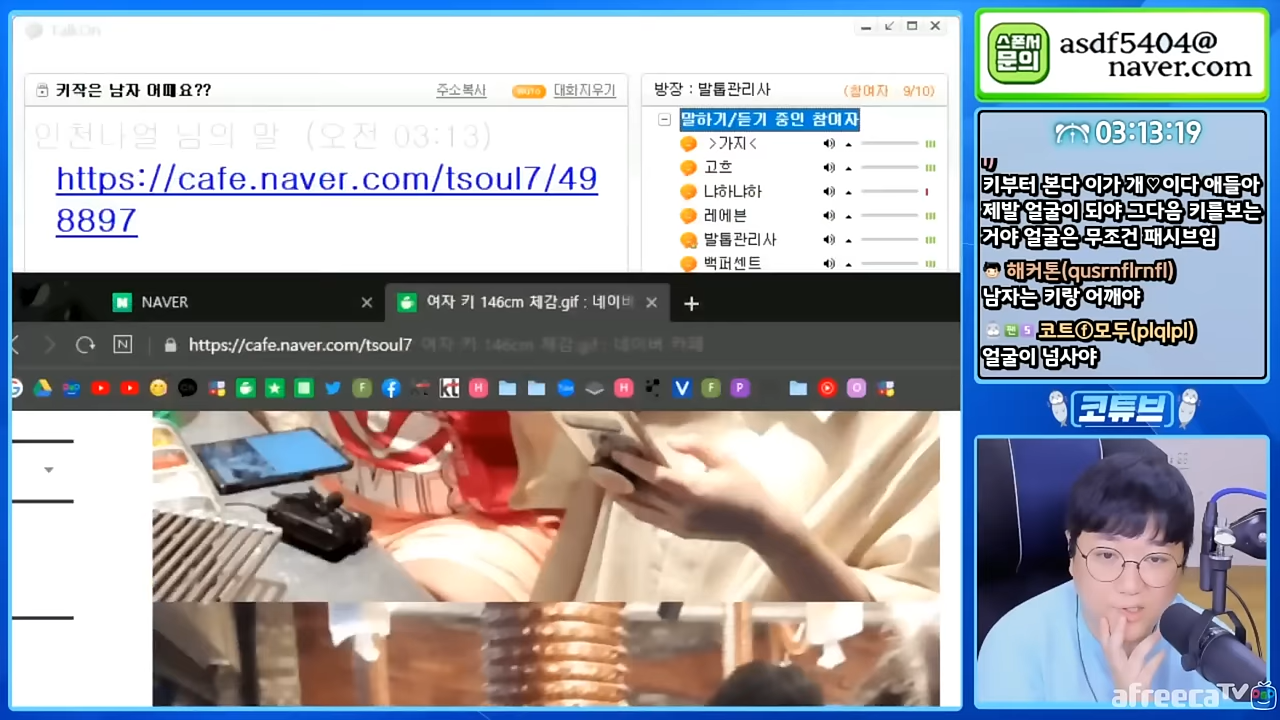 TalkOn
키작은 남자 어때요??
주소복사
대화지우기
인천나얼 님의 말 (오전 03:13)
https://cafe.naver.com/tsoul7/49
8897
방장 : 발톱관리사
(참여자 9/10)
말하기/듣기 중인 참여자
>가지<
고흐
냐하냐하
레에븐
발톱관리사
백퍼센트
NAVER
여자 키 146cm 체감.gif : 네이버
https://cafe.naver.com/tsoul7 여자 키 146cm 체감.gif : 네이버 카페
스폰서
문의
asdf5404@
naver.com
03:13:19
키부터 본다 이가 개♡이다 애들아
제발 얼굴이 되야 그다음 키를보는
거야 얼굴은 무조건 패시브임
해커톤(qusrnflrnfl)
남자는 키랑 어깨야
팬 5 코트ⓕ모두(plqlpl)
얼굴이 넘사야
코튜브
afreecaTV